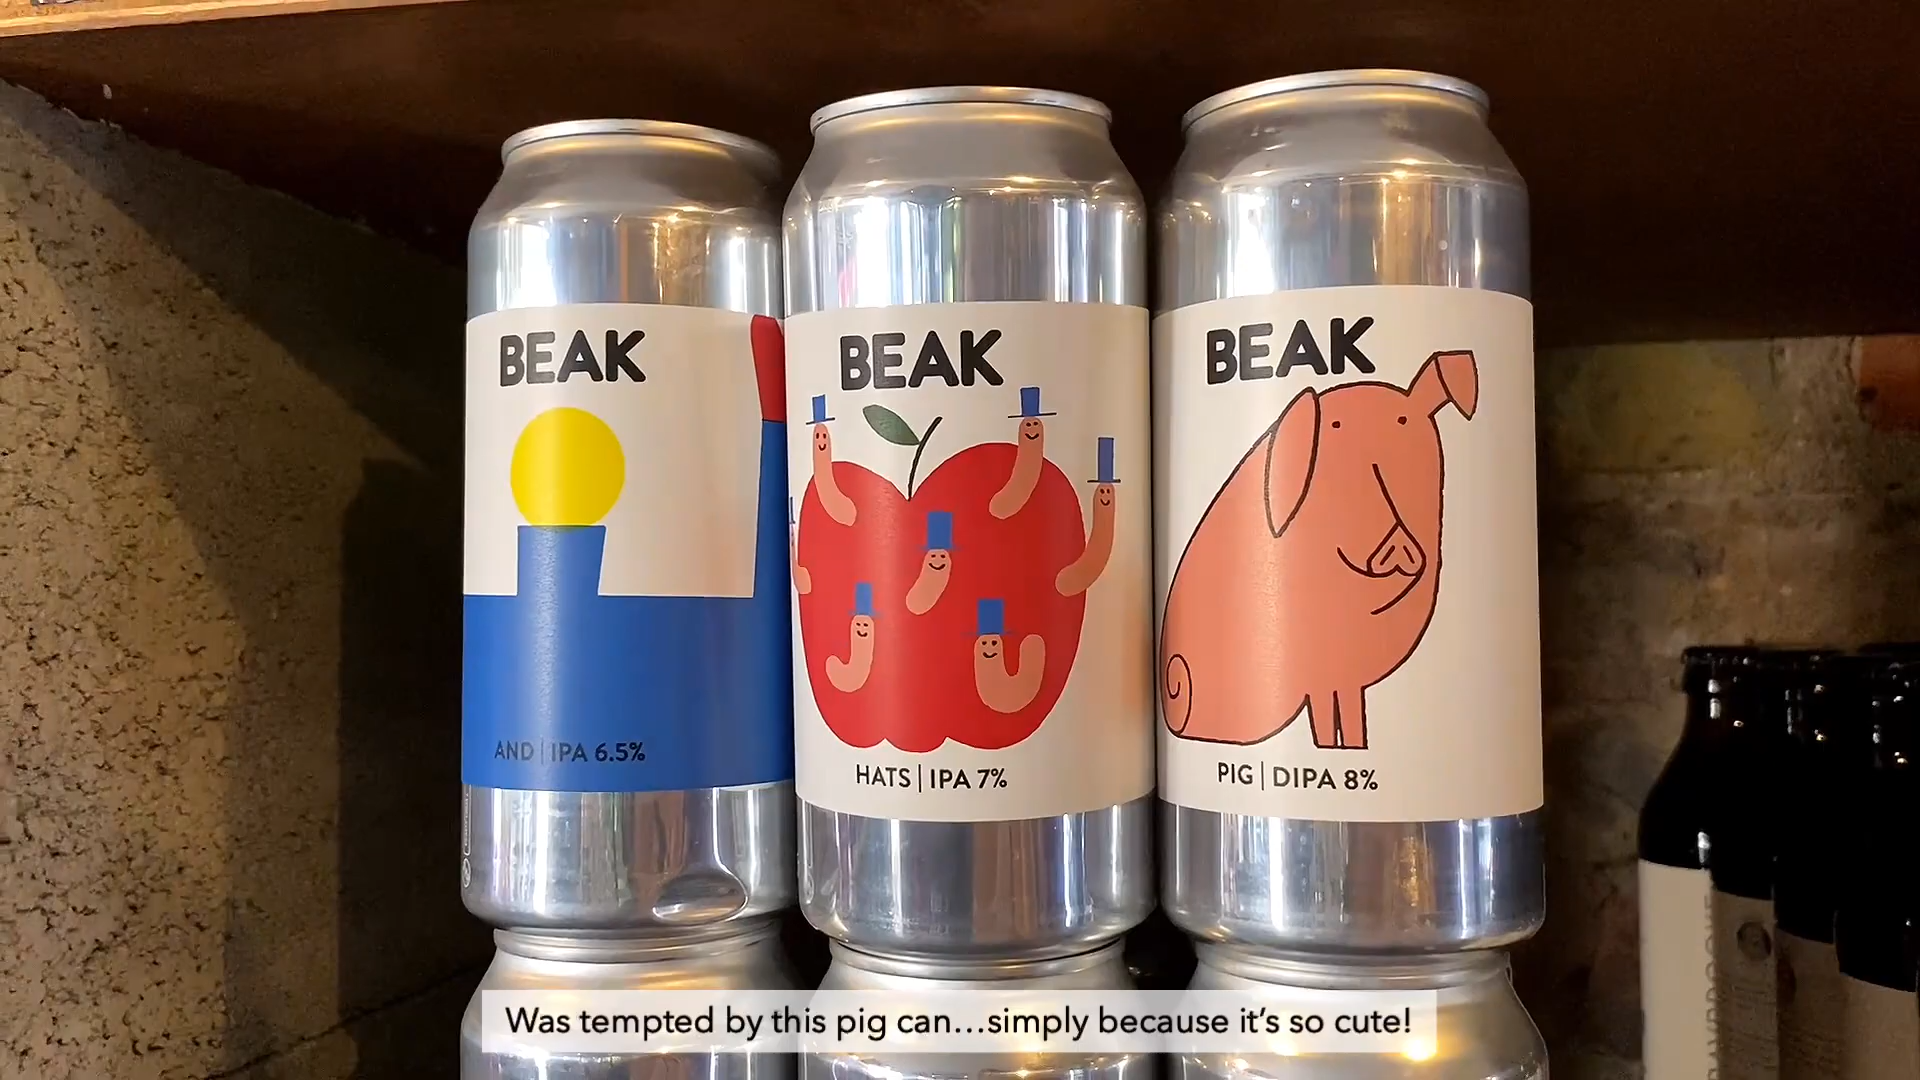 BEAK
AND | IPA 6.5%
BEAK
HATS | IPA 7%
BEAK
PIG | DIPA 8%
Was tempted by this pig can...simply because it's so cute!